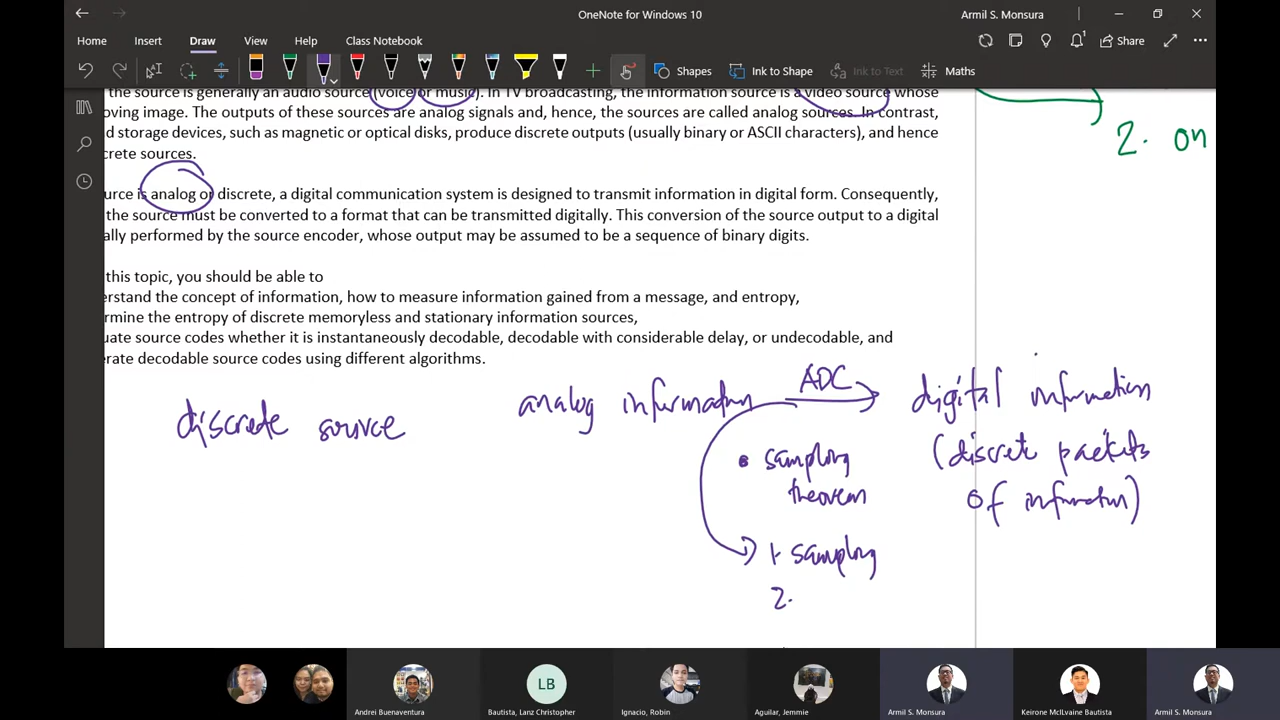 OneNote for Windows 10
Armil S. Monsura
Home Insert Draw View Help Class Notebook
Share
Shapes
Ink to Shape
Ink to Text
Maths
the source is generally an audio source (voice or music). In TV broadcasting, the information source is a video source whose
oving image. The outputs of these sources are analog signals and, hence, the sources are called analog sources. In contrast,
d storage devices, such as magnetic or optical disks, produce discrete outputs (usually binary or ASCII characters), and hence
crete sources.
urce is analog or discrete, a digital communication system is designed to transmit information in digital form. Consequently,
the source must be converted to a format that can be transmitted digitally. This conversion of the source output to a digital
ally performed by the source encoder, whose output may be assumed to be a sequence of binary digits.
this topic, you should be able to
erstand the concept of information, how to measure information gained from a message, and entropy,
rmine the entropy of discrete memoryless and stationary information sources,
uate source codes whether it is instantaneously decodable, decodable with considerable delay, or undecodable, and
erate decodable source codes using different algorithms.
2. on
discrete source
analog information
ADC
digital information
(discrete packets
of information)
• sampling
theorem
1. sampling
2.
Andrei Buenaventura
LB
Bautista, Lanz Christopher
Ignacio, Robin
Aguilar, Jemmie
Armil S. Monsura
Keirone McIlvaine Bautista
Armil S. Monsura